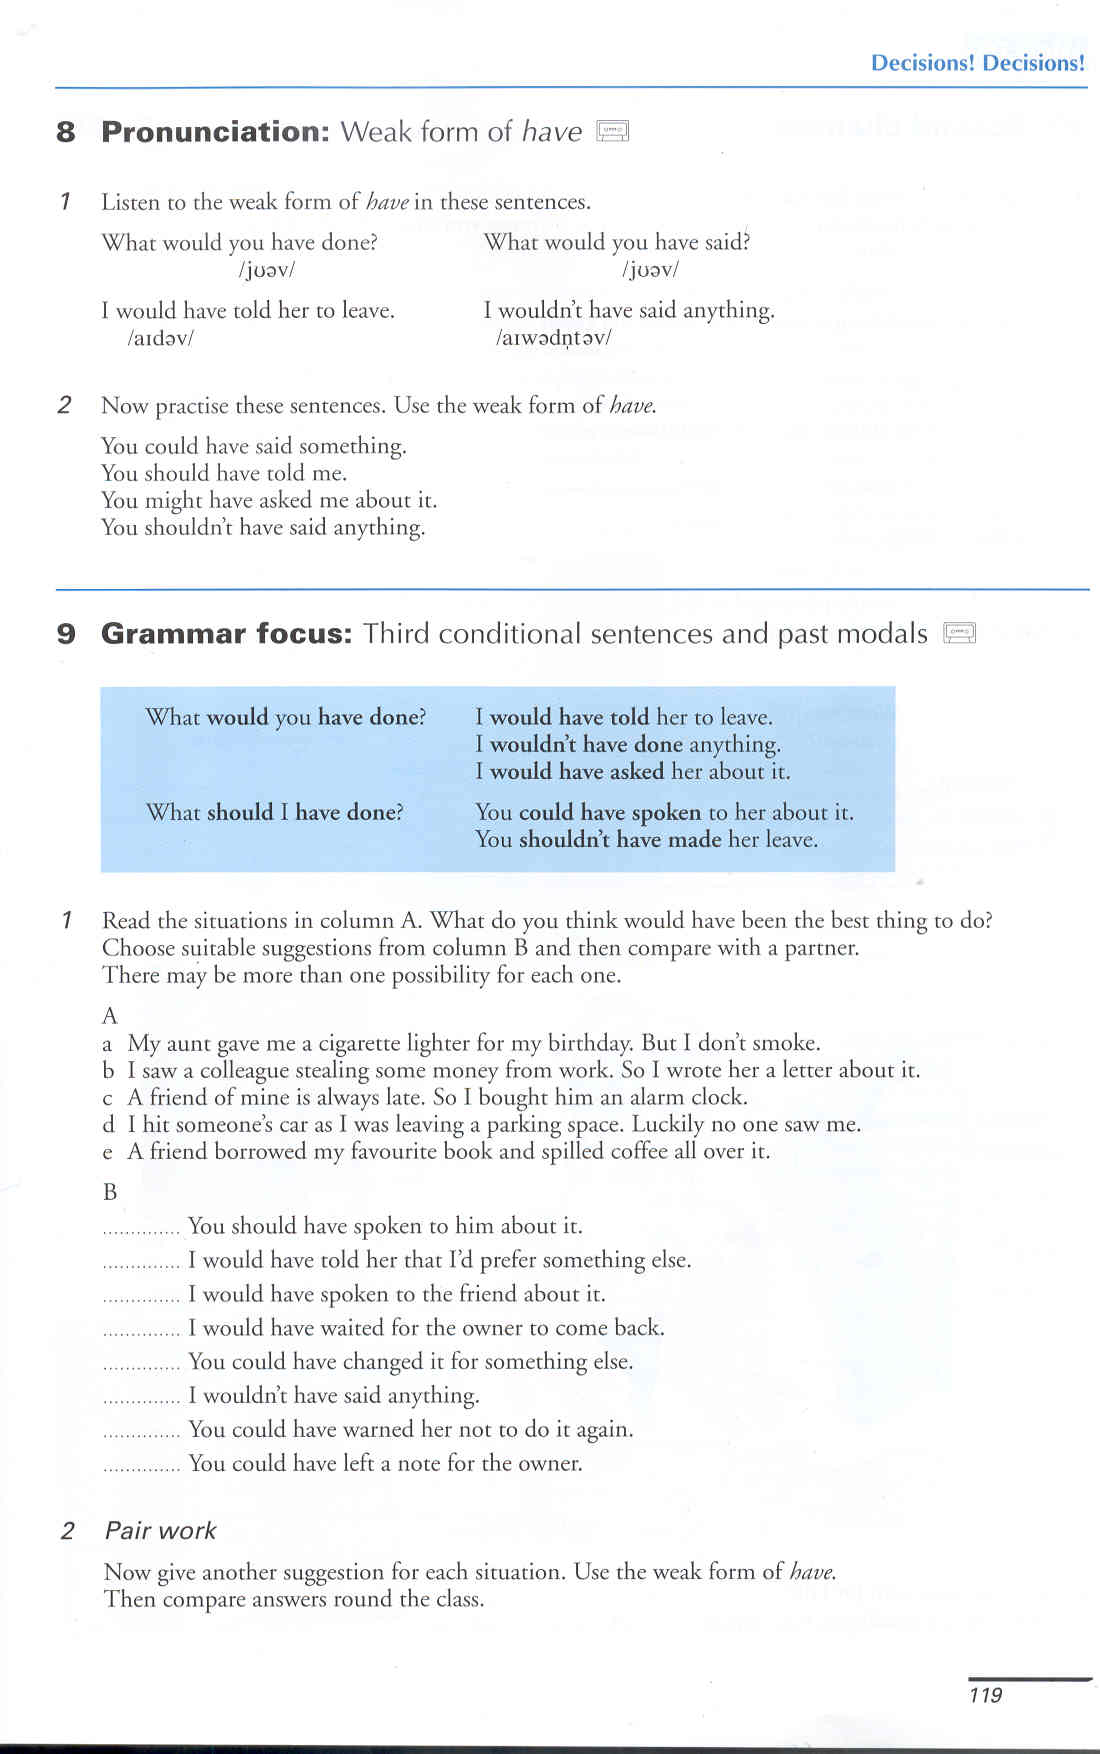 Decisions! Decisions!
8 Pronunciation: Weak form of have
1 Listen to the weak form of have in these sentences.
What would you have done? What would you have said?
/jʊəv/ /jʊəv/
I would have told her to leave. I wouldn't have said anything.
/aɪdəv/ /aɪwədn̩təv/
2 Now practise these sentences. Use the weak form of have.
You could have said something.
You should have told me.
You might have asked me about it.
You shouldn't have said anything.
9 Grammar focus: Third conditional sentences and past modals
What would you have done? I would have told her to leave.
I wouldn't have done anything.
I would have asked her about it.
What should I have done? You could have spoken to her about it.
You shouldn't have made her leave.
1 Read the situations in column A. What do you think would have been the best thing to do?
Choose suitable suggestions from column B and then compare with a partner.
There may be more than one possibility for each one.
A
a My aunt gave me a cigarette lighter for my birthday. But I don't smoke.
b I saw a colleague stealing some money from work. So I wrote her a letter about it.
c A friend of mine is always late. So I bought him an alarm clock.
d I hit someone's car as I was leaving a parking space. Luckily no one saw me.
e A friend borrowed my favourite book and spilled coffee all over it.
B
.............. You should have spoken to him about it.
.............. I would have told her that I'd prefer something else.
.............. I would have spoken to the friend about it.
.............. I would have waited for the owner to come back.
.............. You could have changed it for something else.
.............. I wouldn't have said anything.
.............. You could have warned her not to do it again.
.............. You could have left a note for the owner.
2 Pair work
Now give another suggestion for each situation. Use the weak form of have.
Then compare answers round the class.
119